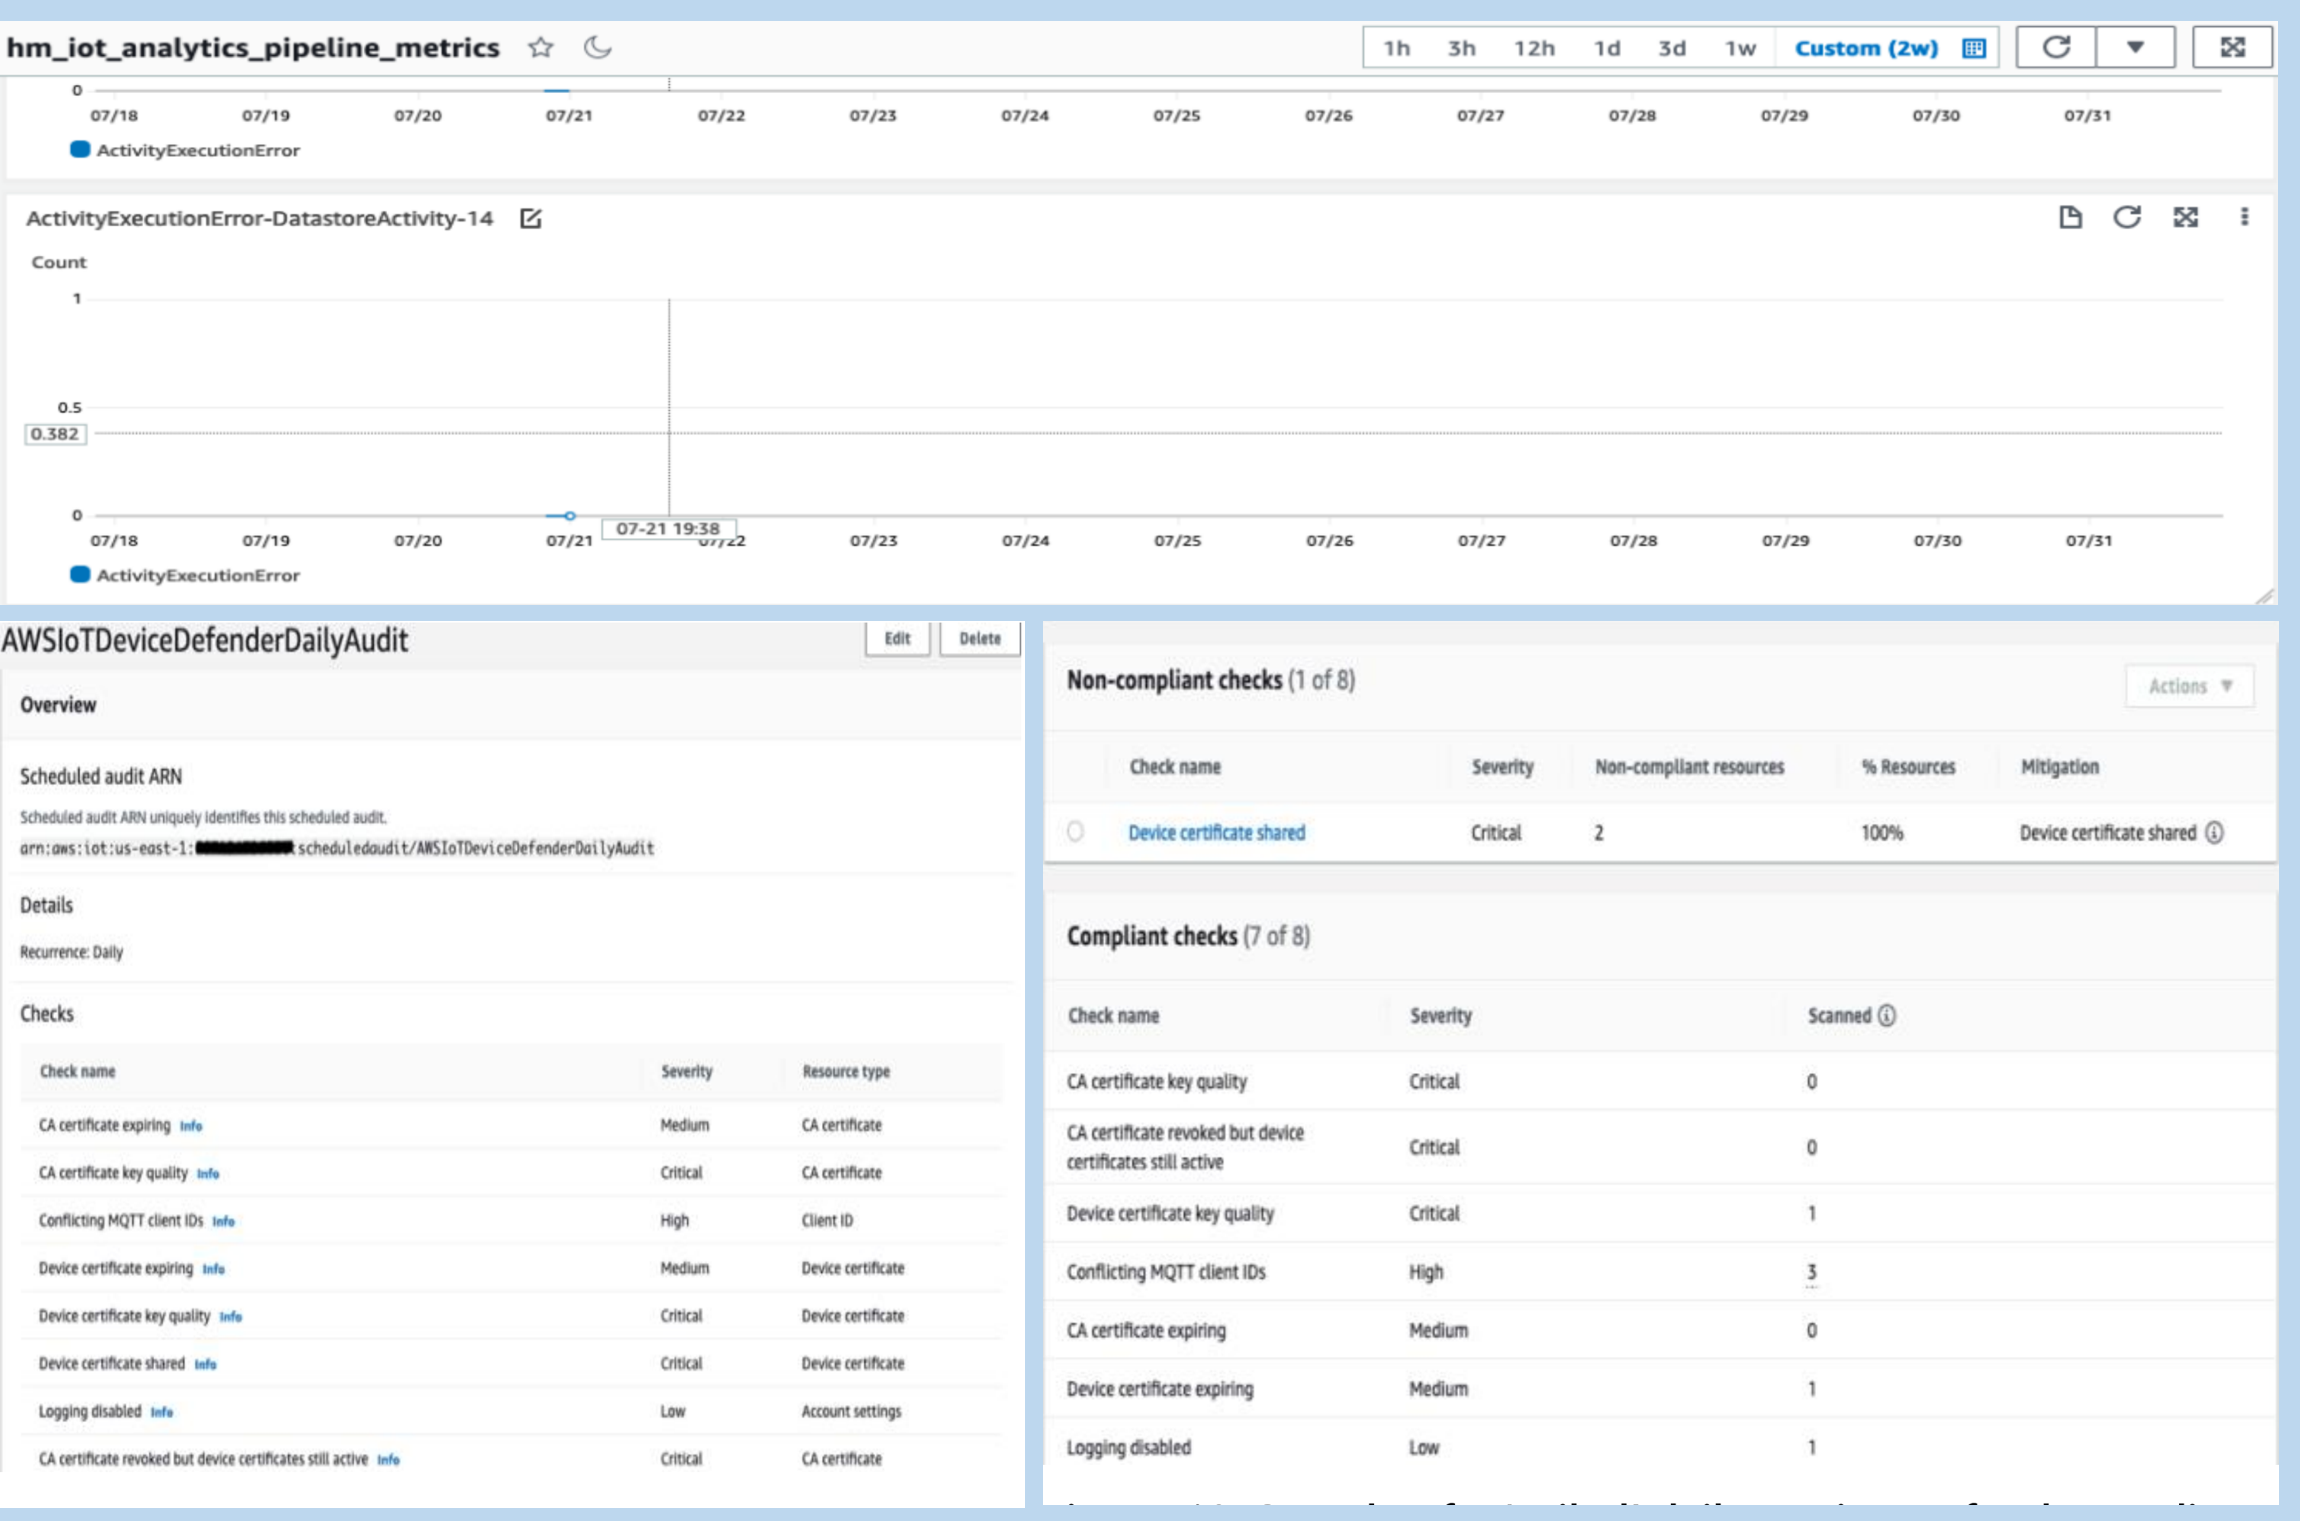 hm_iot_analytics_pipeline_metrics 1h 3h 12h 1d 3d 1w Custom (2w)
0
07/18 07/19 07/20 07/21 07/22 07/23 07/24 07/25 07/26 07/27 07/28 07/29 07/30 07/31
ActivityExecutionError
ActivityExecutionError-DatastoreActivity-14
Count
1
0.5
0.382
0
07-21 19:38
07/18 07/19 07/20 07/21 07/22 07/23 07/24 07/25 07/26 07/27 07/28 07/29 07/30 07/31
ActivityExecutionError
AWSIoTDeviceDefenderDailyAudit Edit Delete
Overview
Scheduled audit ARN
Scheduled audit ARN uniquely identifies this scheduled audit.
arn:aws:iot:us-east-1: :scheduledaudit/AWSIoTDeviceDefenderDailyAudit
Details
Recurrence: Daily
Checks
Check name Severity Resource type
CA certificate expiring Info Medium CA certificate
CA certificate key quality Info Critical CA certificate
Conflicting MQTT client IDs Info High Client ID
Device certificate expiring Info Medium Device certificate
Device certificate key quality Info Critical Device certificate
Device certificate shared Info Critical Device certificate
Logging disabled Info Low Account settings
CA certificate revoked but device certificates still active Info Critical CA certificate
Non-compliant checks (1 of 8) Actions
Check name Severity Non-compliant resources % Resources Mitigation
Device certificate shared Critical 2 100% Device certificate shared
Compliant checks (7 of 8)
Check name Severity Scanned
CA certificate key quality Critical 0
CA certificate revoked but device
certificates still active Critical 0
Device certificate key quality Critical 1
Conflicting MQTT client IDs High 3
CA certificate expiring Medium 0
Device certificate expiring Medium 1
Logging disabled Low 1